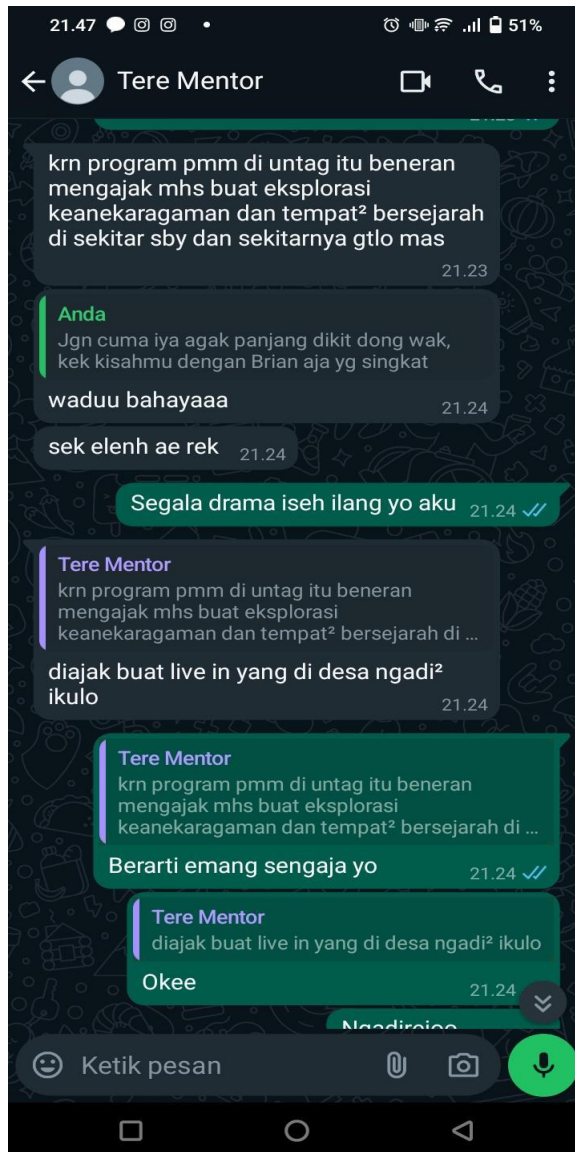 21.47
51%
Tere Mentor
krn program pmm di untag itu beneran
mengajak mhs buat eksplorasi
keanekaragaman dan tempat² bersejarah
di sekitar sby dan sekitarnya gtlo mas
21.23
Anda
Jgn cuma iya agak panjang dikit dong wak,
kek kisahmu dengan Brian aja yg singkat
waduu bahayaaa
21.24
sek elenh ae rek 21.24
Segala drama iseh ilang yo aku 21.24
Tere Mentor
krn program pmm di untag itu beneran
mengajak mhs buat eksplorasi
keanekaragaman dan tempat² bersejarah di ...
diajak buat live in yang di desa ngadi²
ikulo
21.24
Tere Mentor
krn program pmm di untag itu beneran
mengajak mhs buat eksplorasi
keanekaragaman dan tempat² bersejarah di ...
Berarti emang sengaja yo
21.24
Tere Mentor
diajak buat live in yang di desa ngadi² ikulo
Okee
21.24
Ketik pesan